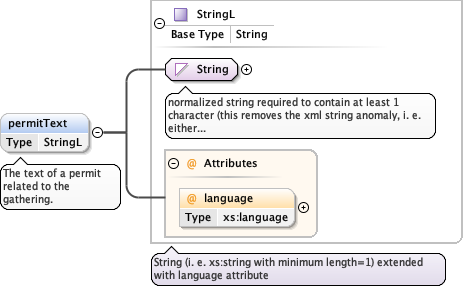 StringL
Base Type String
String
normalized string required to contain at least 1
character (this removes the xml string anomaly, i. e.
either...
permitText
Type StringL
The text of a permit
related to the
gathering.
@ Attributes
@ language
Type xs:language
String (i. e. xs:string with minimum length=1) extended
with language attribute